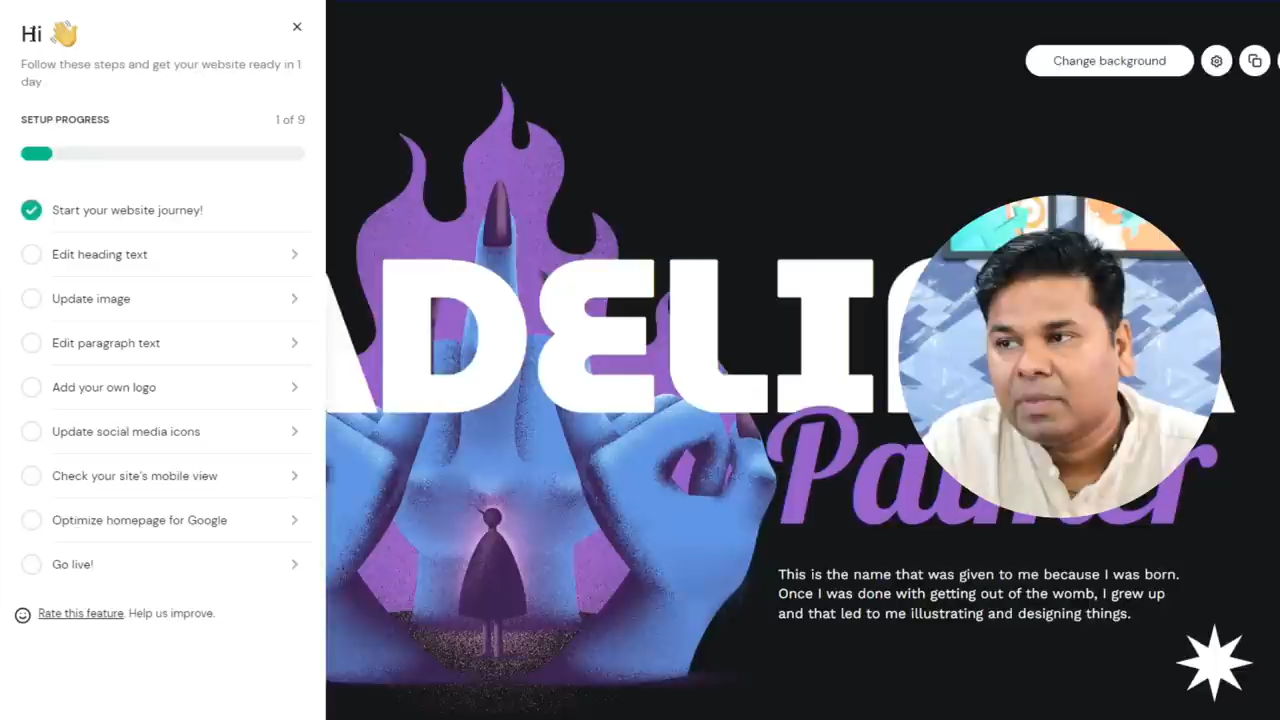 Hi
Follow these steps and get your website ready in 1
day
SETUP PROGRESS 1 of 9
Start your website journey!
Edit heading text
Update image
Edit paragraph text
Add your own logo
Update social media icons
Check your site's mobile view
Optimize homepage for Google
Go live!
Rate this feature. Help us improve.
Change background
This is the name that was given to me because I was born.
Once I was done with getting out of the womb, I grew up
and that led to me illustrating and designing things.